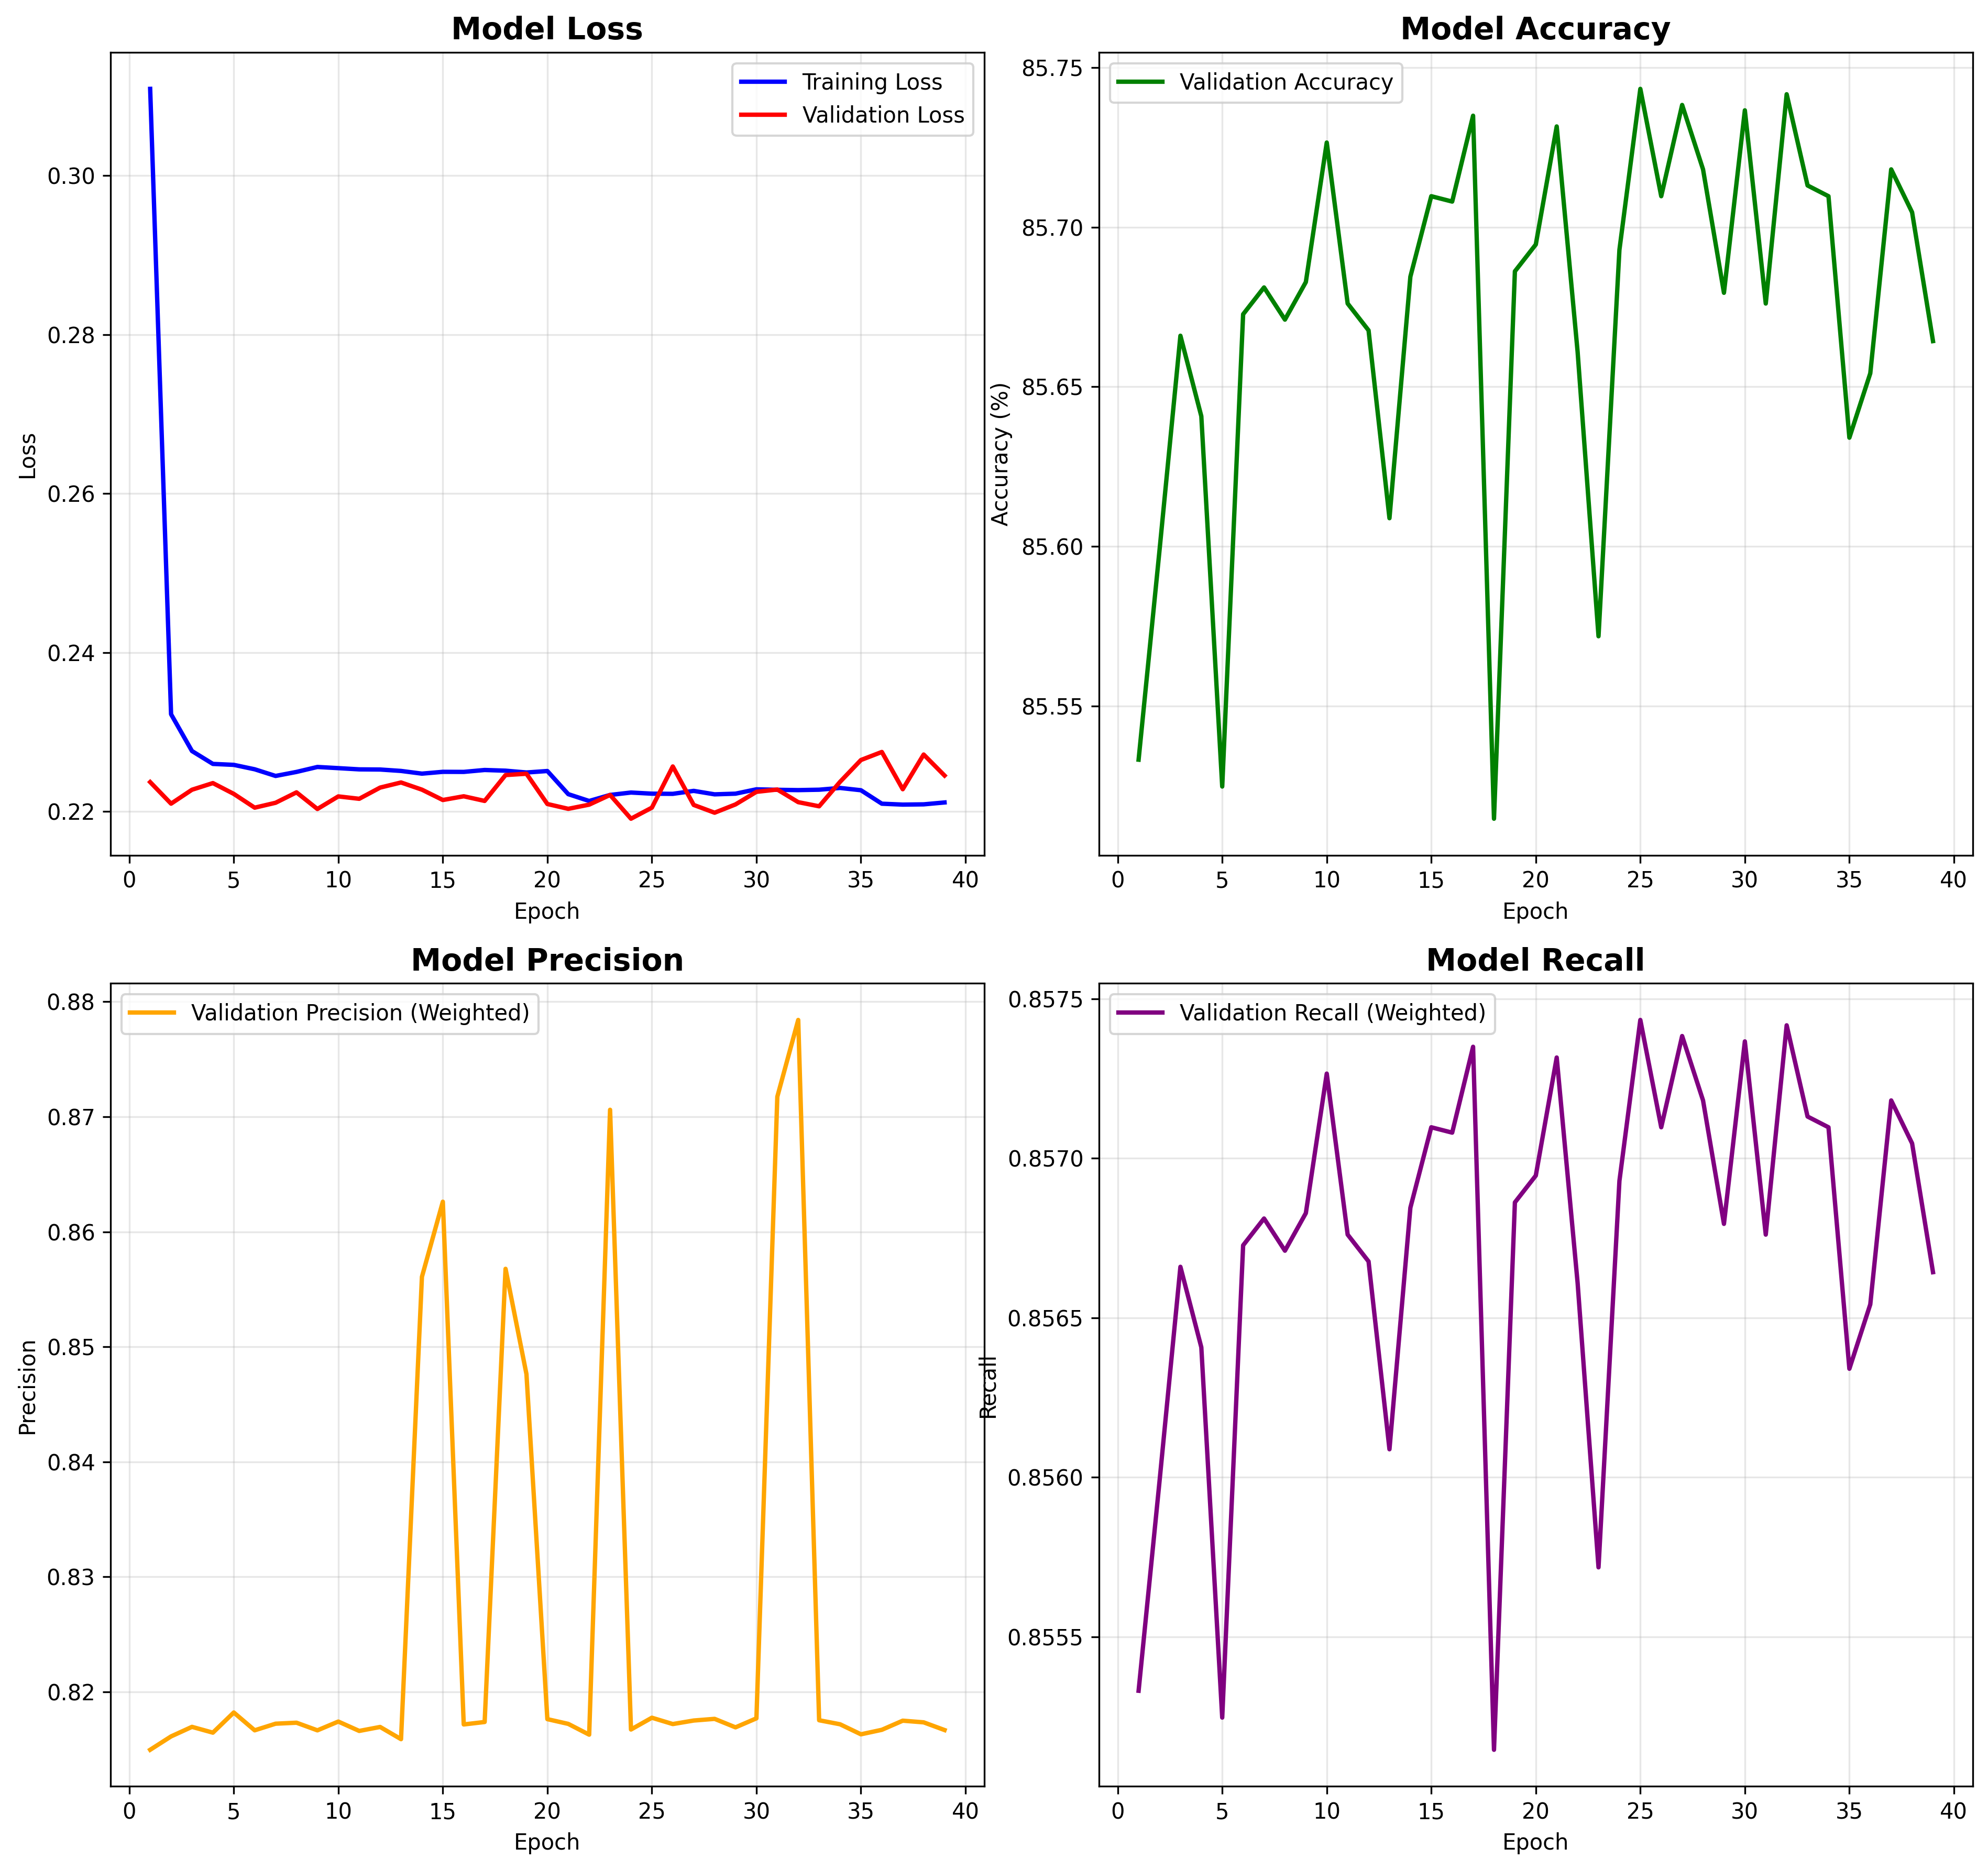 Model Loss
Training Loss
Validation Loss
Loss
0.30
0.28
0.26
0.24
0.22
0 5 10 15 20 25 30 35 40
Epoch
Model Accuracy
Validation Accuracy
Accuracy (%)
85.75
85.70
85.65
85.60
85.55
0 5 10 15 20 25 30 35 40
Epoch
Model Precision
Validation Precision (Weighted)
Precision
0.88
0.87
0.86
0.85
0.84
0.83
0.82
0 5 10 15 20 25 30 35 40
Epoch
Model Recall
Validation Recall (Weighted)
Recall
0.8575
0.8570
0.8565
0.8560
0.8555
0 5 10 15 20 25 30 35 40
Epoch